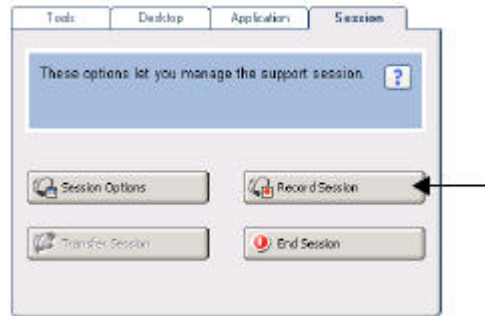 Tools Desktop Application Session
These options let you manage the support session. ?
Session Options Record Session
Transfer Session End Session